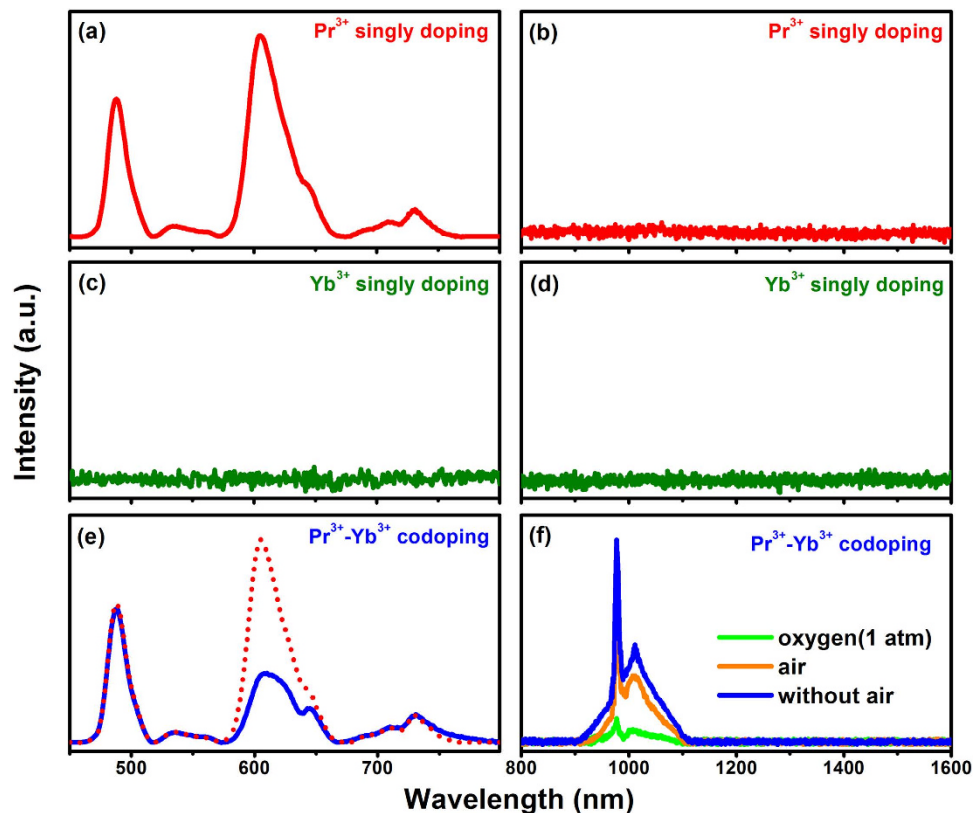 (a) Pr³⁺ singly doping
(b) Pr³⁺ singly doping
(c) Yb³⁺ singly doping
(d) Yb³⁺ singly doping
(e) Pr³⁺-Yb³⁺ codoping
(f) Pr³⁺-Yb³⁺ codoping
oxygen(1 atm)
air
without air
Intensity (a.u.)
500 600 700 800 1000 1200 1400 1600
Wavelength (nm)